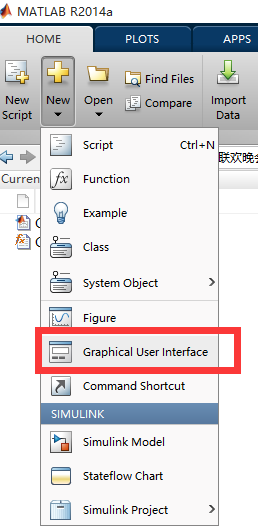 MATLAB R2014a
HOME PLOTS APPS
New Script
New
Open
Find Files
Compare
Import Data
Script Ctrl+N
Function
Example
Class
System Object
Figure
Graphical User Interface
Command Shortcut
SIMULINK
Simulink Model
Stateflow Chart
Simulink Project
联欢晚会
Curren